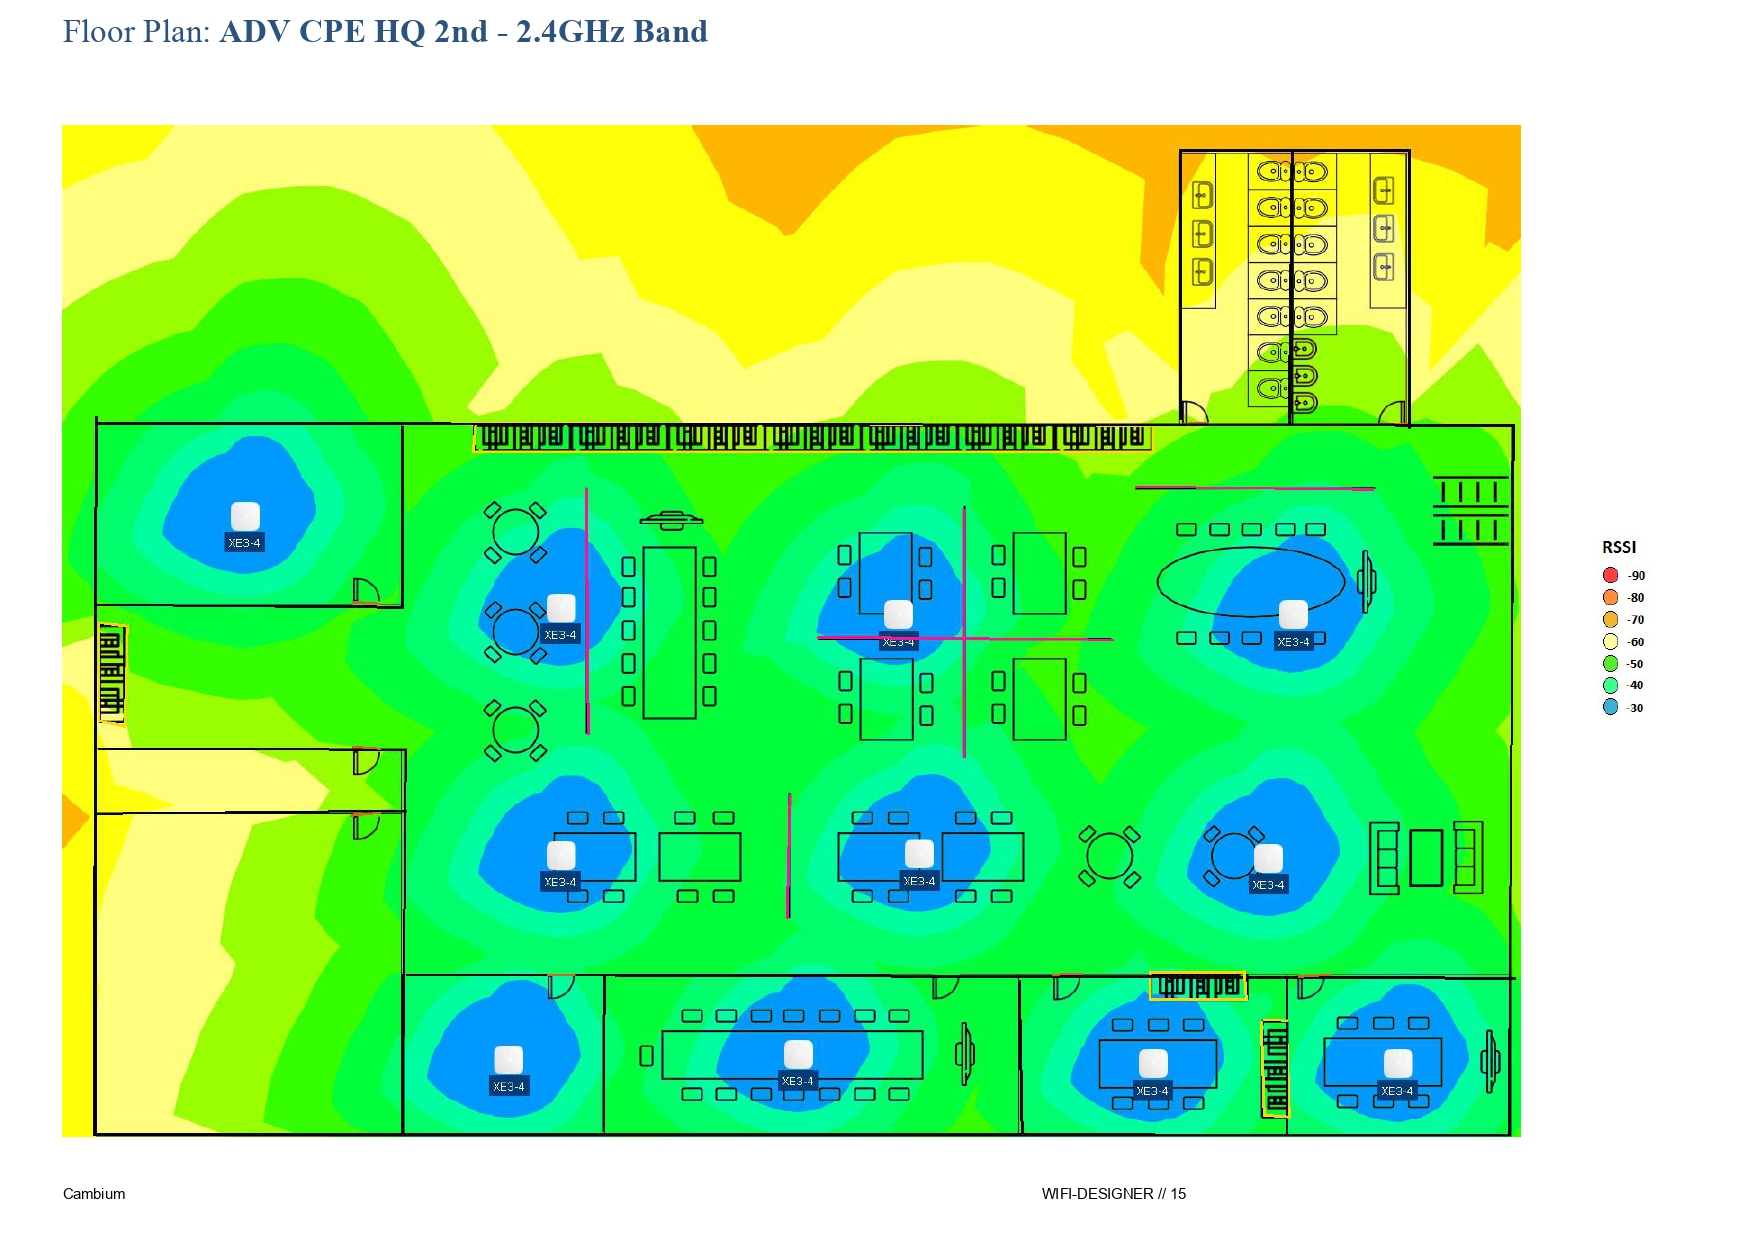 Floor Plan: ADV CPE HQ 2nd - 2.4GHz Band
XE3-4
XE3-4
XE3-4
XE3-4
RSSI
-90
-80
-70
-60
-50
-40
-30
XE3-4
XE3-4
XE3-4
XE3-4
XE3-4
XE3-4
XE3-4
Cambium
WIFI-DESIGNER // 15